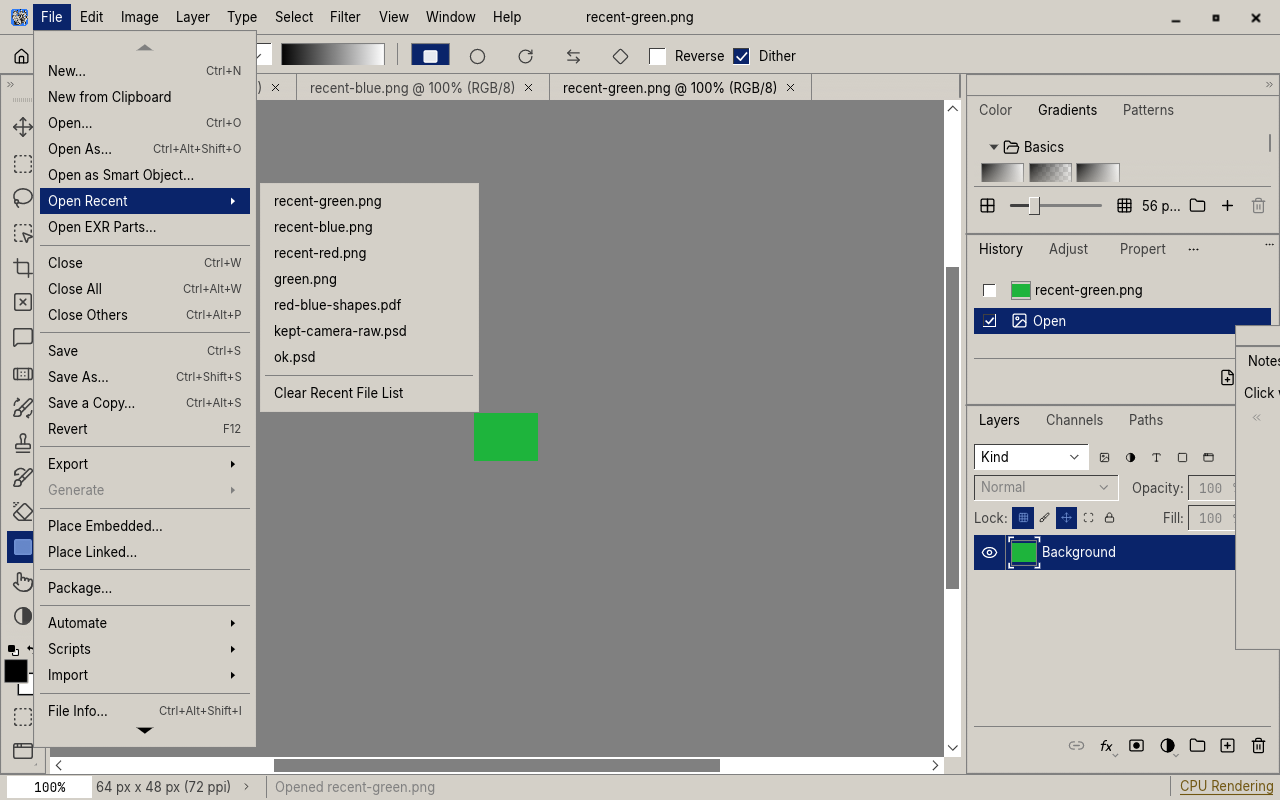 File Edit Image Layer Type Select Filter View Window Help recent-green.png
Reverse Dither
) recent-blue.png @ 100% (RGB/8) recent-green.png @ 100% (RGB/8)
New... Ctrl+N
New from Clipboard
Open... Ctrl+O
Open As... Ctrl+Alt+Shift+O
Open as Smart Object...
Open Recent
Open EXR Parts...
Close Ctrl+W
Close All Ctrl+Alt+W
Close Others Ctrl+Alt+P
Save Ctrl+S
Save As... Ctrl+Shift+S
Save a Copy... Ctrl+Alt+S
Revert F12
Export
Generate
Place Embedded...
Place Linked...
Package...
Automate
Scripts
Import
File Info... Ctrl+Alt+Shift+I
recent-green.png
recent-blue.png
recent-red.png
green.png
red-blue-shapes.pdf
kept-camera-raw.psd
ok.psd
Clear Recent File List
Color Gradients Patterns
Basics
56 p...
History Adjust Propert ...
recent-green.png
Open
Notes
Click
Layers Channels Paths
Kind
Normal Opacity: 100
Lock: Fill: 100
Background
fx
100% 64 px x 48 px (72 ppi) Opened recent-green.png CPU Rendering